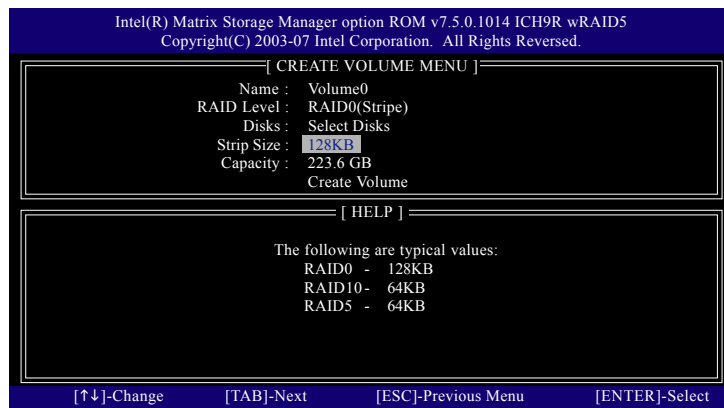 Intel(R) Matrix Storage Manager option ROM v7.5.0.1014 ICH9R wRAID5
Copyright(C) 2003-07 Intel Corporation. All Rights Reversed.
[ CREATE VOLUME MENU ]
Name : Volume0
RAID Level : RAID0(Stripe)
Disks : Select Disks
Strip Size : 128KB
Capacity : 223.6 GB
Create Volume
[ HELP ]
The following are typical values:
RAID0 - 128KB
RAID10 - 64KB
RAID5 - 64KB
[↑↓]-Change [TAB]-Next [ESC]-Previous Menu [ENTER]-Select